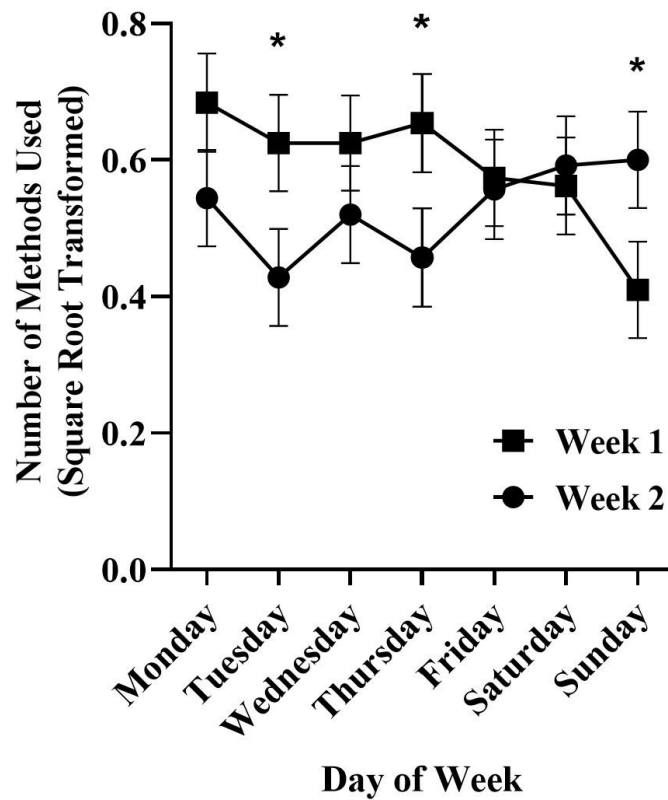 Number of Methods Used
(Square Root Transformed)
0.8
0.6
0.4
0.2
0.0
*
*
*
Week 1
Week 2
Monday
Tuesday
Wednesday
Thursday
Friday
Saturday
Sunday
Day of Week